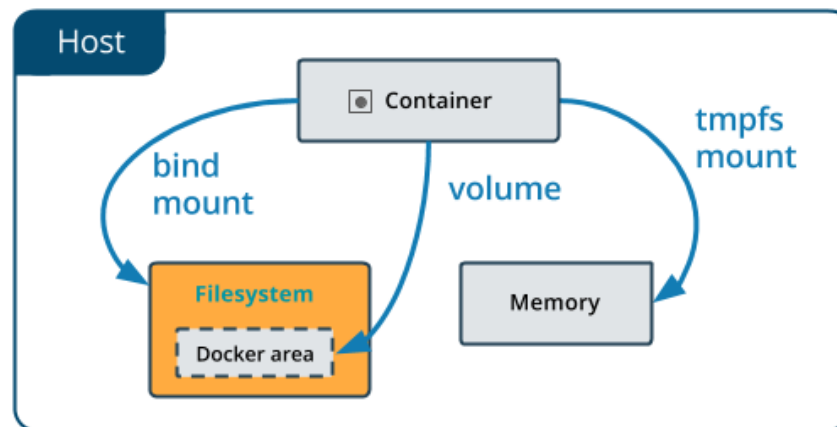 Host
Container
bind
mount
volume
tmpfs
mount
Filesystem
Docker area
Memory